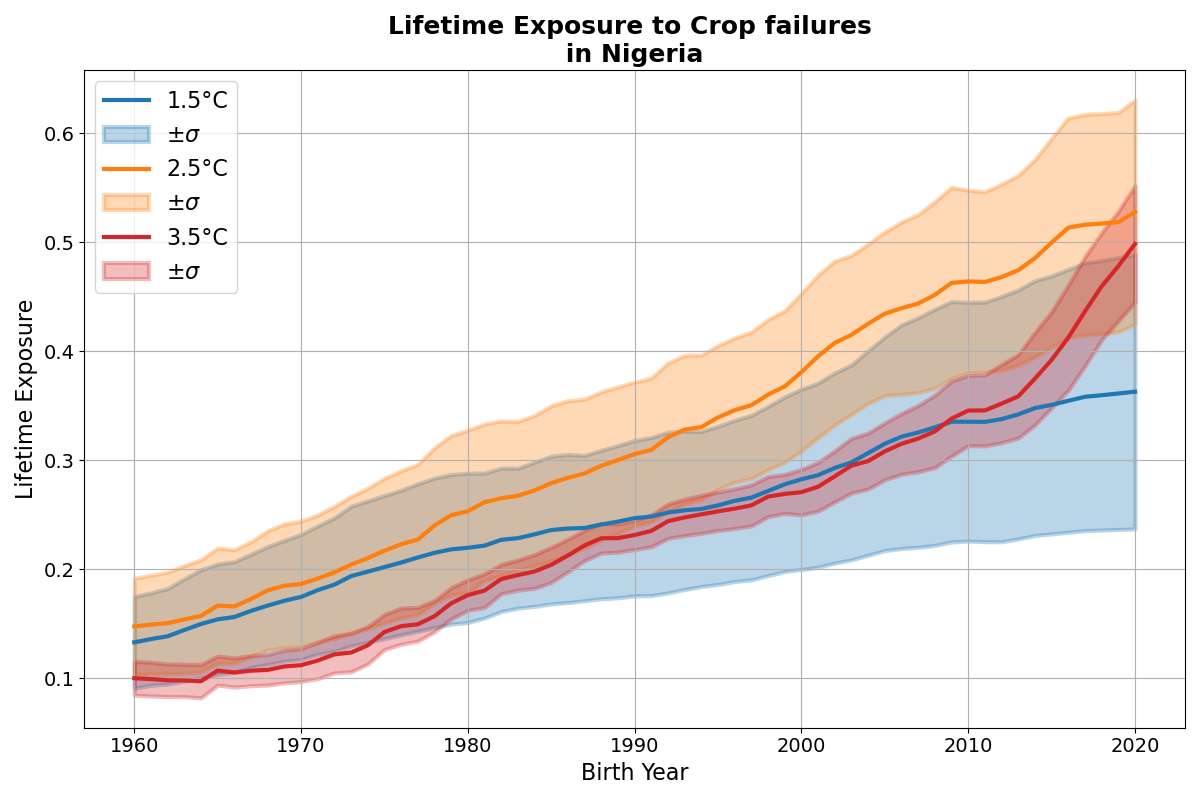 Lifetime Exposure to Crop failures
in Nigeria
1.5°C
±σ
2.5°C
±σ
3.5°C
±σ
Lifetime Exposure
0.6
0.5
0.4
0.3
0.2
0.1
1960 1970 1980 1990 2000 2010 2020
Birth Year